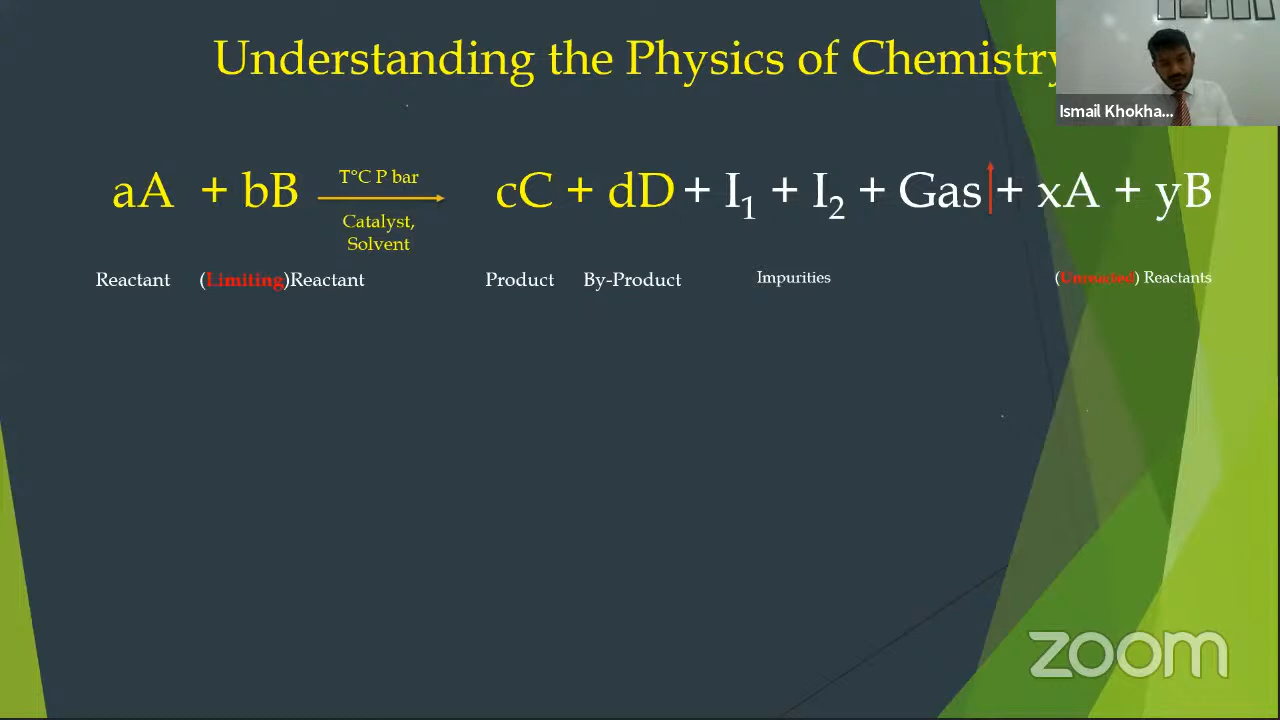 Understanding the Physics of Chemistry
Ismail Khokha...
T°C P bar
aA + bB cC + dD + I₁ + I₂ + Gas + xA + yB
Catalyst,
Solvent
Reactant (Limiting)Reactant Product By-Product Impurities (Unreacted) Reactants
zoom